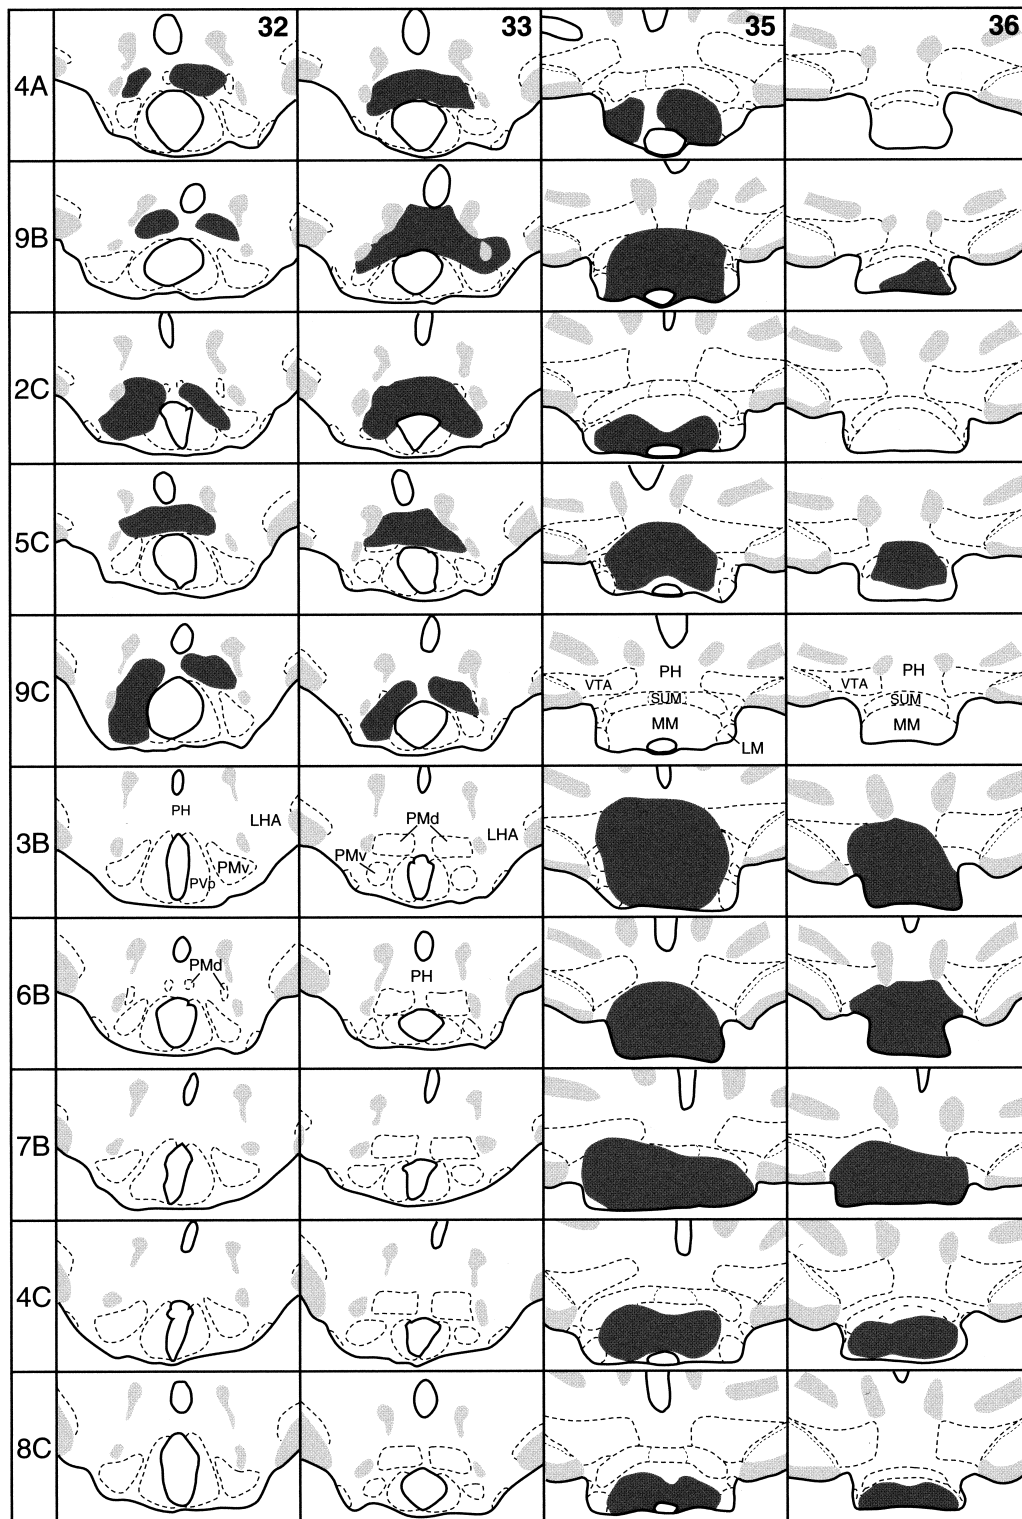 32 33 35 36
4A
9B
2C
5C
9C
PH PH
VTA VTA
SUM SUM
MM MM
LM
3B
PH LHA PMd LHA
PMv PMv
PVp
6B
PMd PH
7B
4C
8C